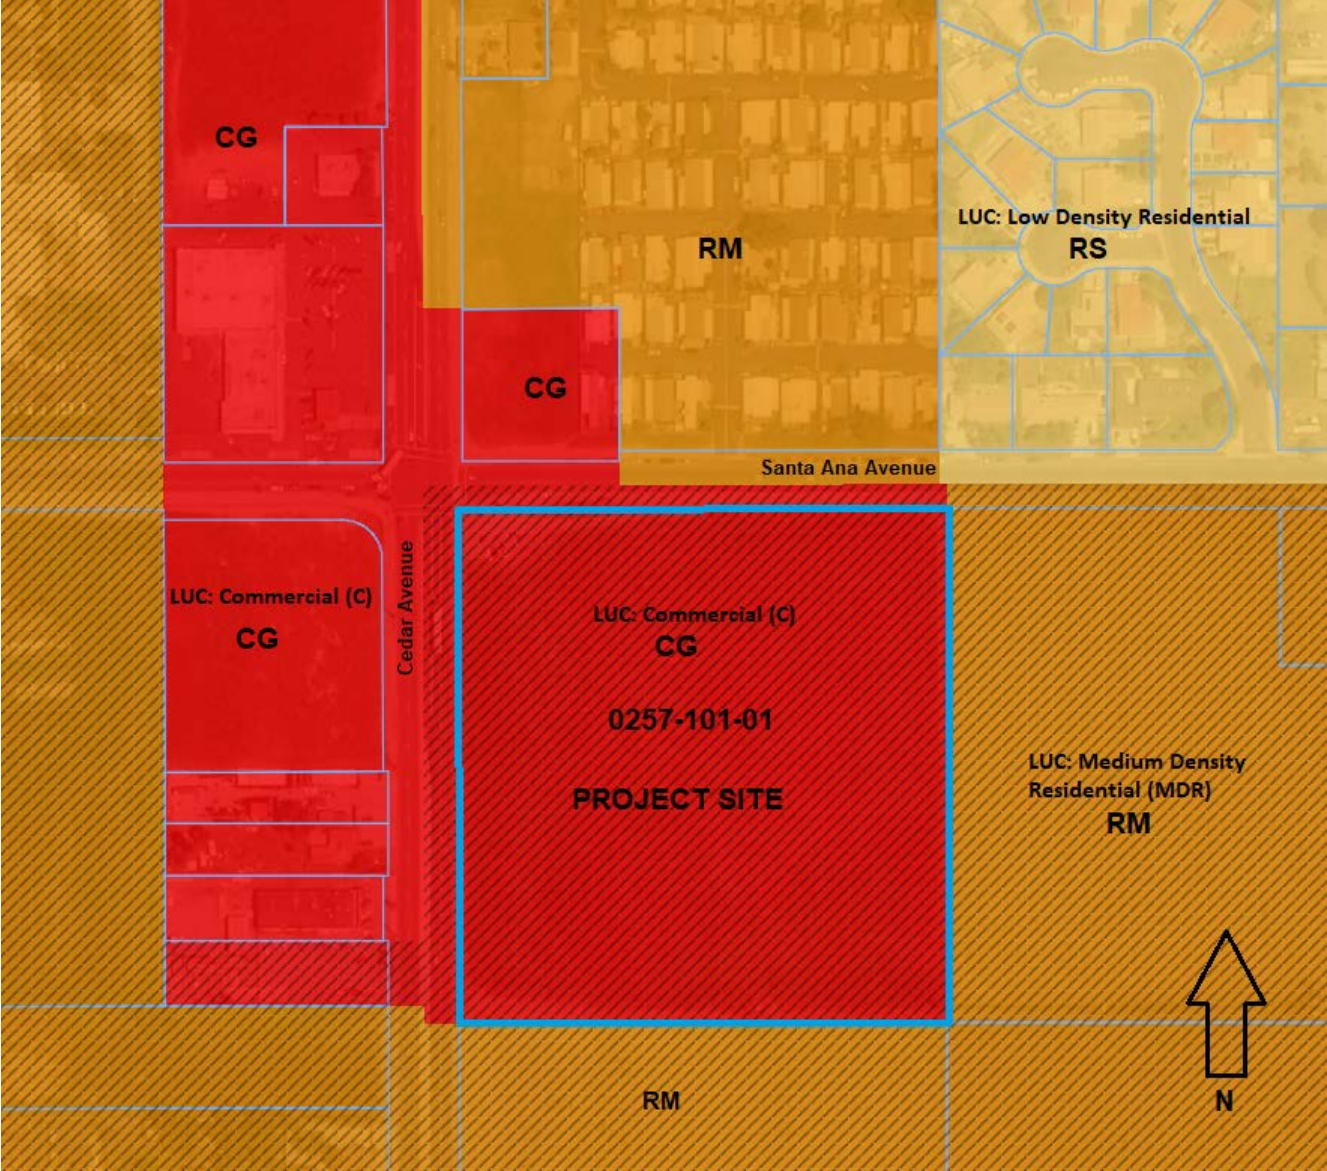 CG
LUC: Low Density Residential
RM
RS
CG
Santa Ana Avenue
Cedar Avenue
LUC: Commercial (C)
CG
LUC: Commercial (C)
CG
0257-101-01
PROJECT SITE
LUC: Medium Density
Residential (MDR)
RM
RM
N